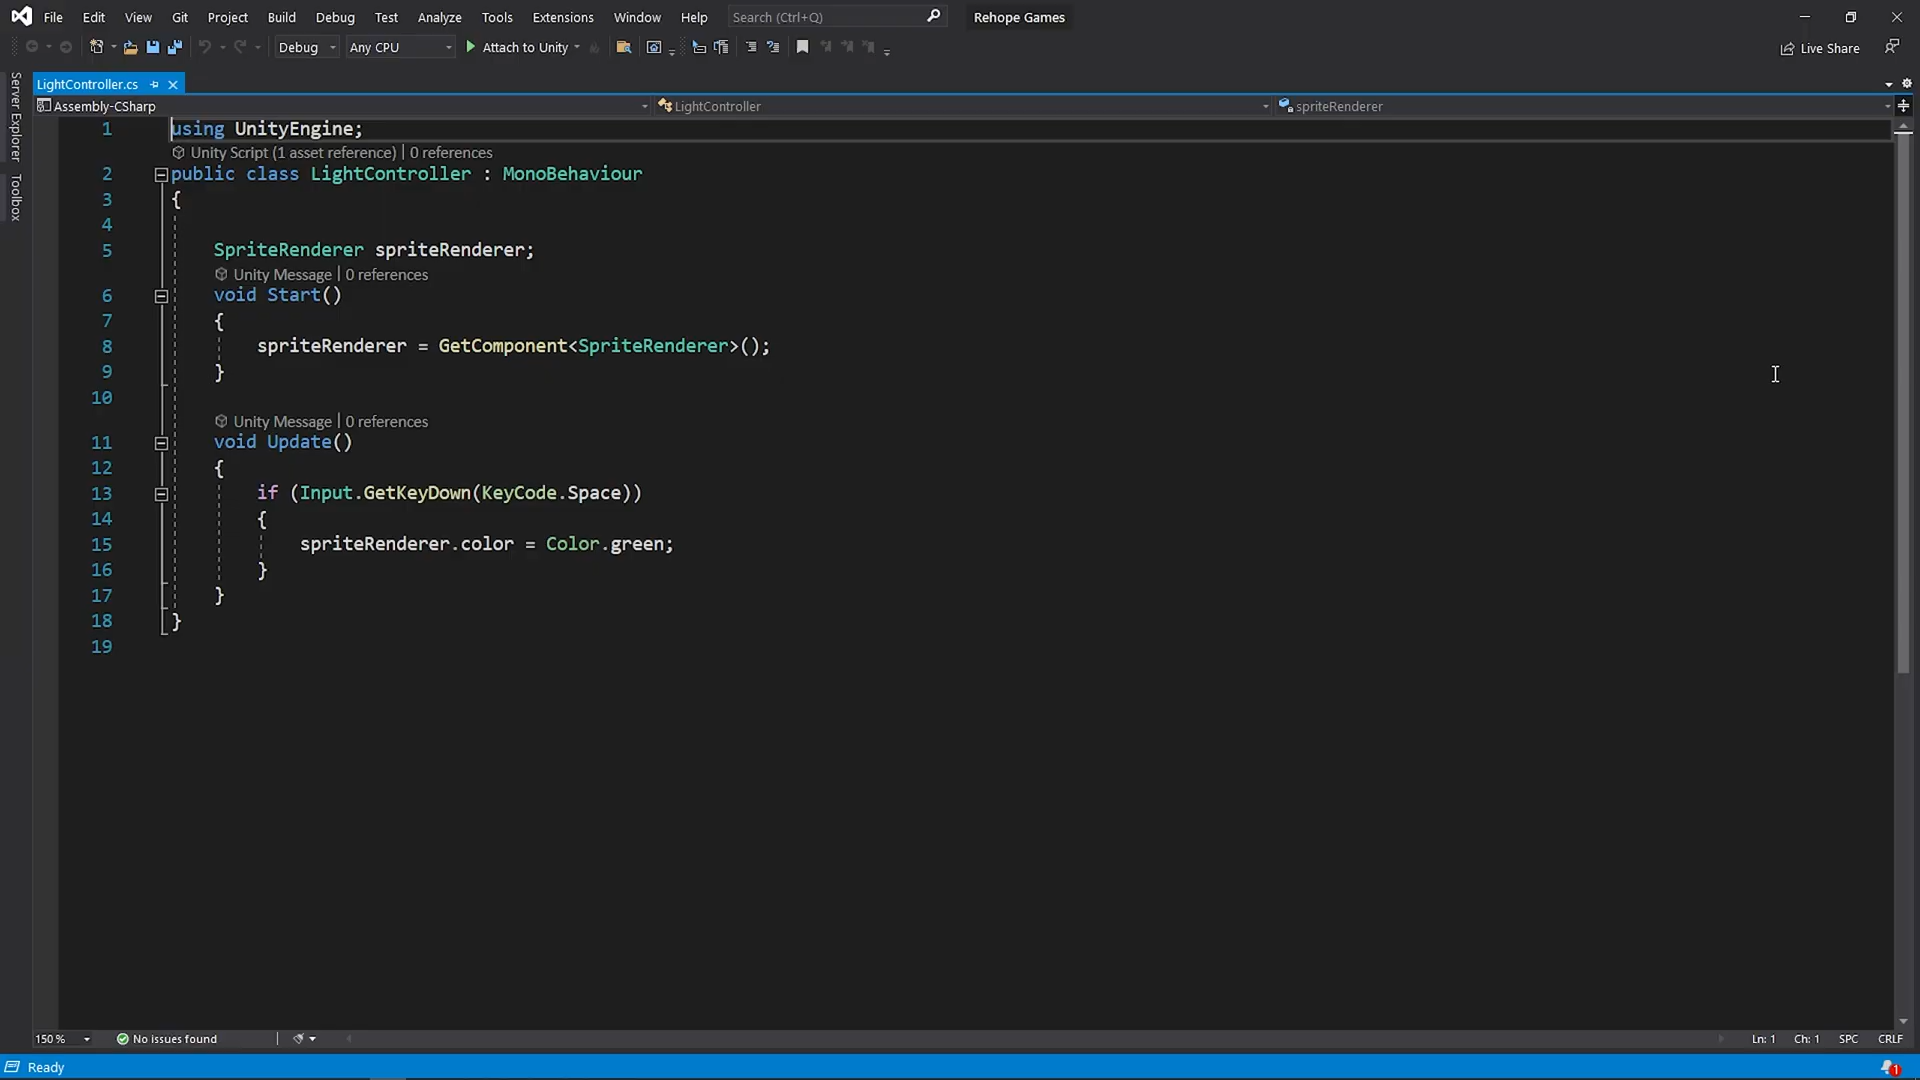 File Edit View Git Project Build Debug Test Analyze Tools Extensions Window Help Search (Ctrl+Q) Rehope Games
Debug Any CPU Attach to Unity Live Share
LightController.cs
Assembly-CSharp LightController spriteRenderer
Server Explorer
Toolbox
1 using UnityEngine;
Unity Script (1 asset reference) | 0 references
2 public class LightController : MonoBehaviour
3 {
4
5 SpriteRenderer spriteRenderer;
Unity Message | 0 references
6 void Start()
7 {
8 spriteRenderer = GetComponent<SpriteRenderer>();
9 }
10
Unity Message | 0 references
11 void Update()
12 {
13 if (Input.GetKeyDown(KeyCode.Space))
14 {
15 spriteRenderer.color = Color.green;
16 }
17 }
18 }
19
150 % No issues found Ln: 1 Ch: 1 SPC CRLF
Ready 1